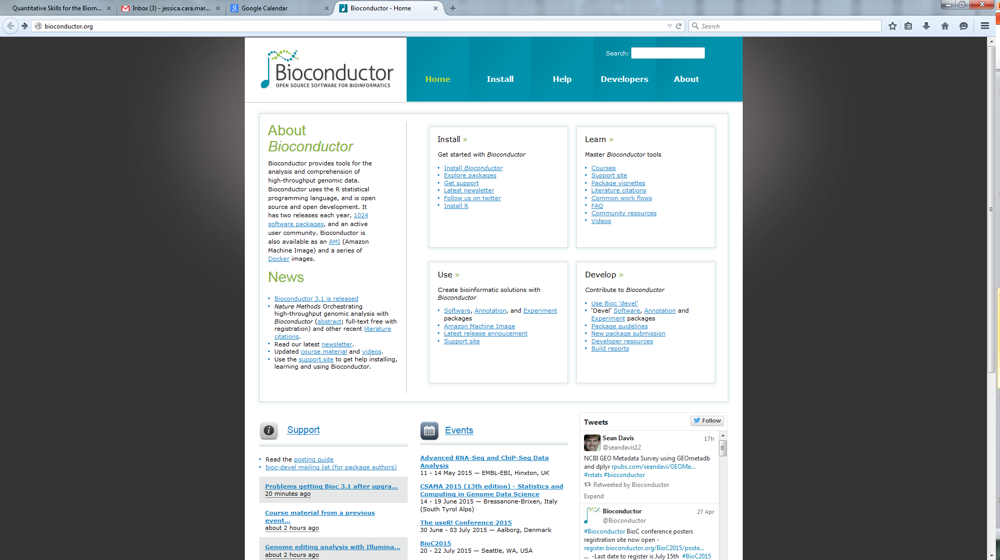 Quantitative Skills for the Biom...
Inbox (3) - jessica.cara.mar...
Google Calendar
Bioconductor - Home
bioconductor.org
Search
Bioconductor
OPEN SOURCE SOFTWARE FOR BIOINFORMATICS
Search:
Home
Install
Help
Developers
About
About
Bioconductor
Bioconductor provides tools for the
analysis and comprehension of
high-throughput genomic data.
Bioconductor uses the R statistical
programming language, and is open
source and open development. It
has two releases each year, 1024
software packages, and an active
user community. Bioconductor is
also available as an AMI (Amazon
Machine Image) and a series of
Docker images.
News
Bioconductor 3.1 is released
Nature Methods Orchestrating
high-throughput genomic analysis with
Bioconductor (abstract; full-text free with
registration) and other recent literature
citations.
Read our latest newsletter.
Updated course material and videos.
Use the support site to get help installing,
learning and using Bioconductor.
Install »
Get started with Bioconductor
Install Bioconductor
Explore packages
Get support
Latest newsletter
Follow us on twitter
Install R
Learn »
Master Bioconductor tools
Courses
Support site
Package vignettes
Literature citations
Common work flows
FAQ
Community resources
Videos
Use »
Create bioinformatic solutions with
Bioconductor
Software, Annotation, and Experiment
packages
Amazon Machine Image
Latest release annoucement
Support site
Develop »
Contribute to Bioconductor
Use Bioc ‘devel’
‘Devel’ Software, Annotation and
Experiment packages
Package guidelines
New package submission
Developer resources
Build reports
Support
Read the posting guide
bioc-devel mailing list (for package authors)
Problems getting Bioc 3.1 after upgra...
20 minutes ago
Course material from a previous
event...
about 2 hours ago
Genome editing analysis with Illumina...
about 2 hours ago
Events
Advanced RNA-Seq and ChiP-Seq Data
Analysis
11 - 14 May 2015 — EMBL-EBI, Hinxton, UK
CSAMA 2015 (13th edition) - Statistics and
Computing in Genome Data Science
14 - 19 June 2015 — Bressanone-Brixen, Italy
(South Tyrol Alps)
The useR! Conference 2015
30 June - 03 July 2015 — Aalborg, Denmark
BioC2015
20 - 22 July 2015 — Seattle, WA, USA
Tweets
Follow
Sean Davis 17h
@seandavis12
NCBI GEO Metadata Survey using GEOmetadb
and dplyr rpubs.com/seandavi/GEOMe...
#rstats #bioconductor
Retweeted by Bioconductor
Expand
Bioconductor 27 Apr
@Bioconductor
#Bioconductor BioC conference posters
registration site now open -
register.bioconductor.org/BioC2015/poste...
... -Last date to register is July 15th #BioC2015